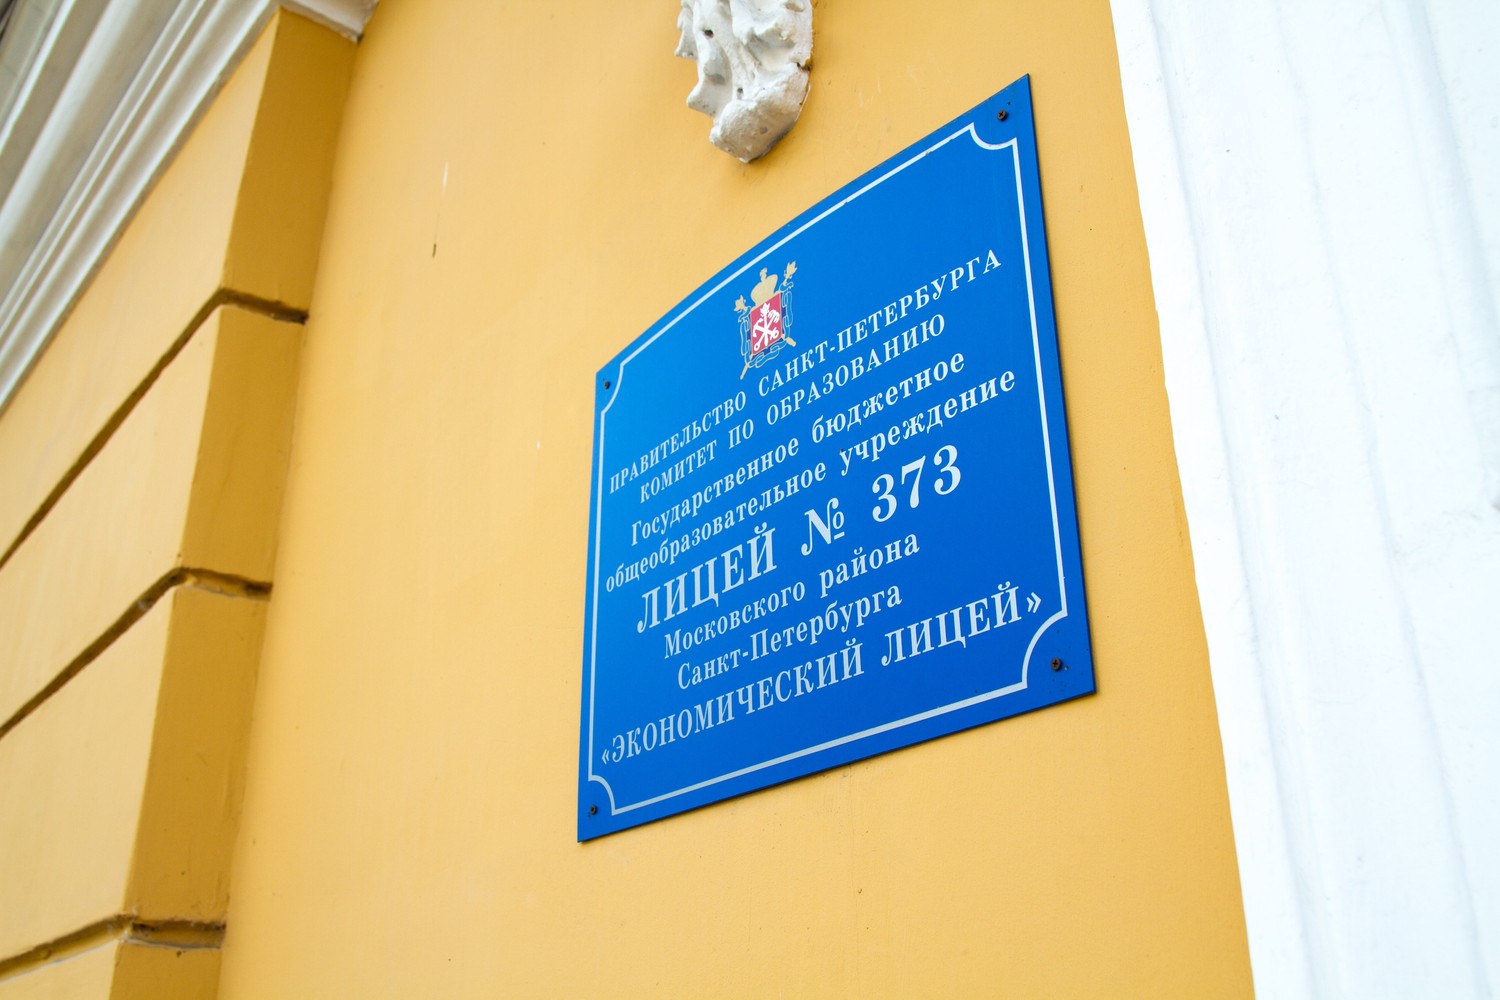 ПРАВИТЕЛЬСТВО САНКТ-ПЕТЕРБУРГА
КОМИТЕТ ПО ОБРАЗОВАНИЮ
Государственное бюджетное
общеобразовательное учреждение
ЛИЦЕЙ № 373
Московского района
Санкт-Петербурга
«ЭКОНОМИЧЕСКИЙ ЛИЦЕЙ»